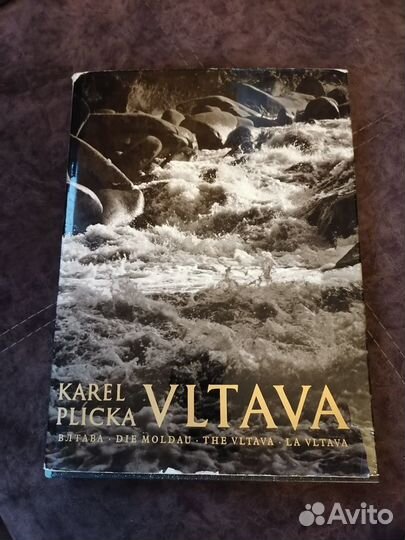 KAREL
PLICKA VLTAVA
ВЛТАВА · DIE MOLDAU · THE VLTAVA · LA VLTAVA
Avito